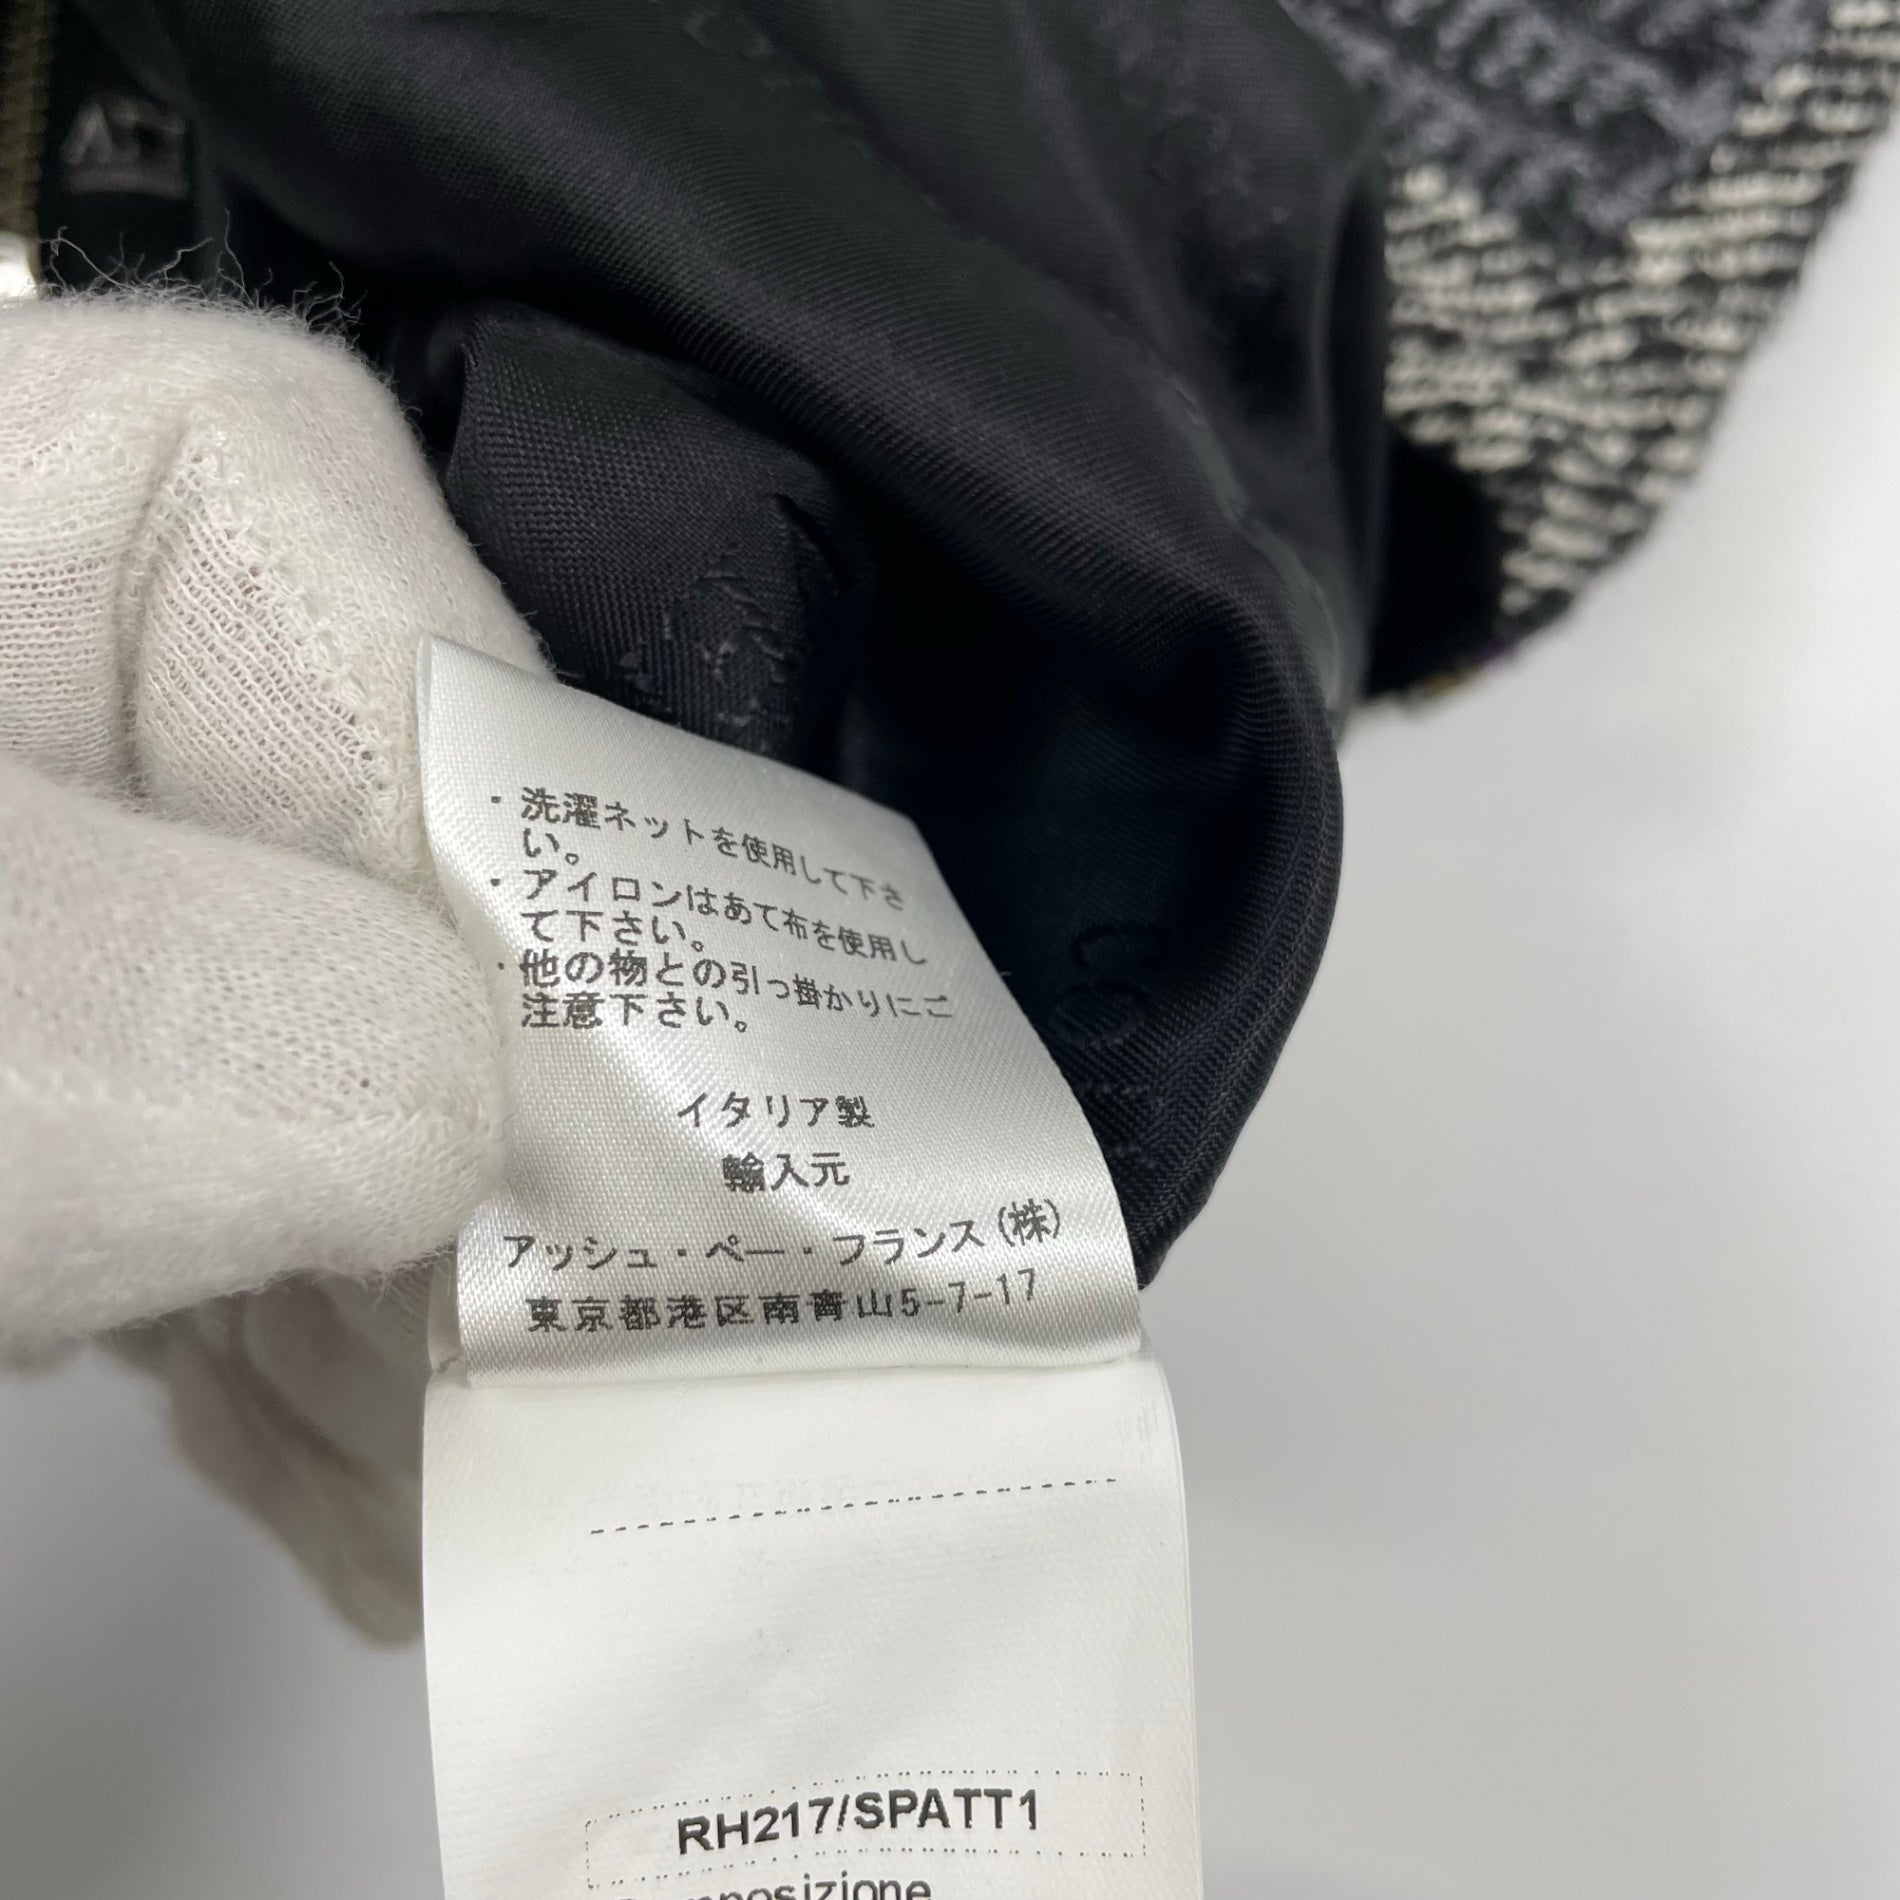 ・洗濯ネットを使用して下さ
い。
・アイロンはあて布を使用し
て下さい。
・他の物との引っ掛かりにご
注意下さい。
イタリア製
輸入元
アッシュ・ペー・フランス(株)
東京都港区南青山5-7-17
RH217/SPATT1
Composizione